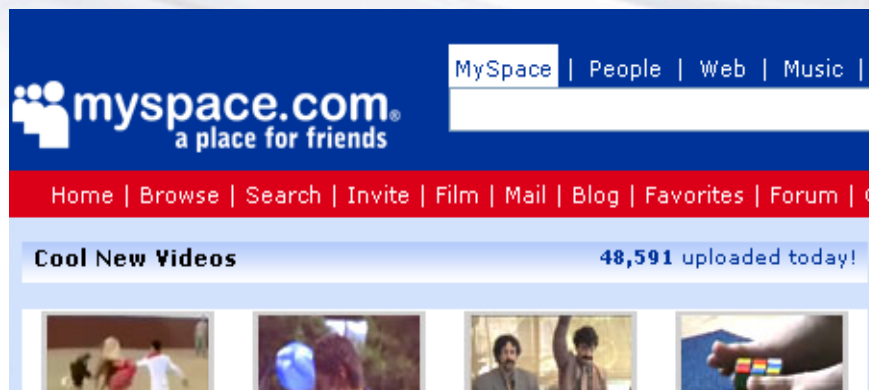 MySpace | People | Web | Music |
myspace.com®
a place for friends
Home | Browse | Search | Invite | Film | Mail | Blog | Favorites | Forum |
Cool New Videos 48,591 uploaded today!